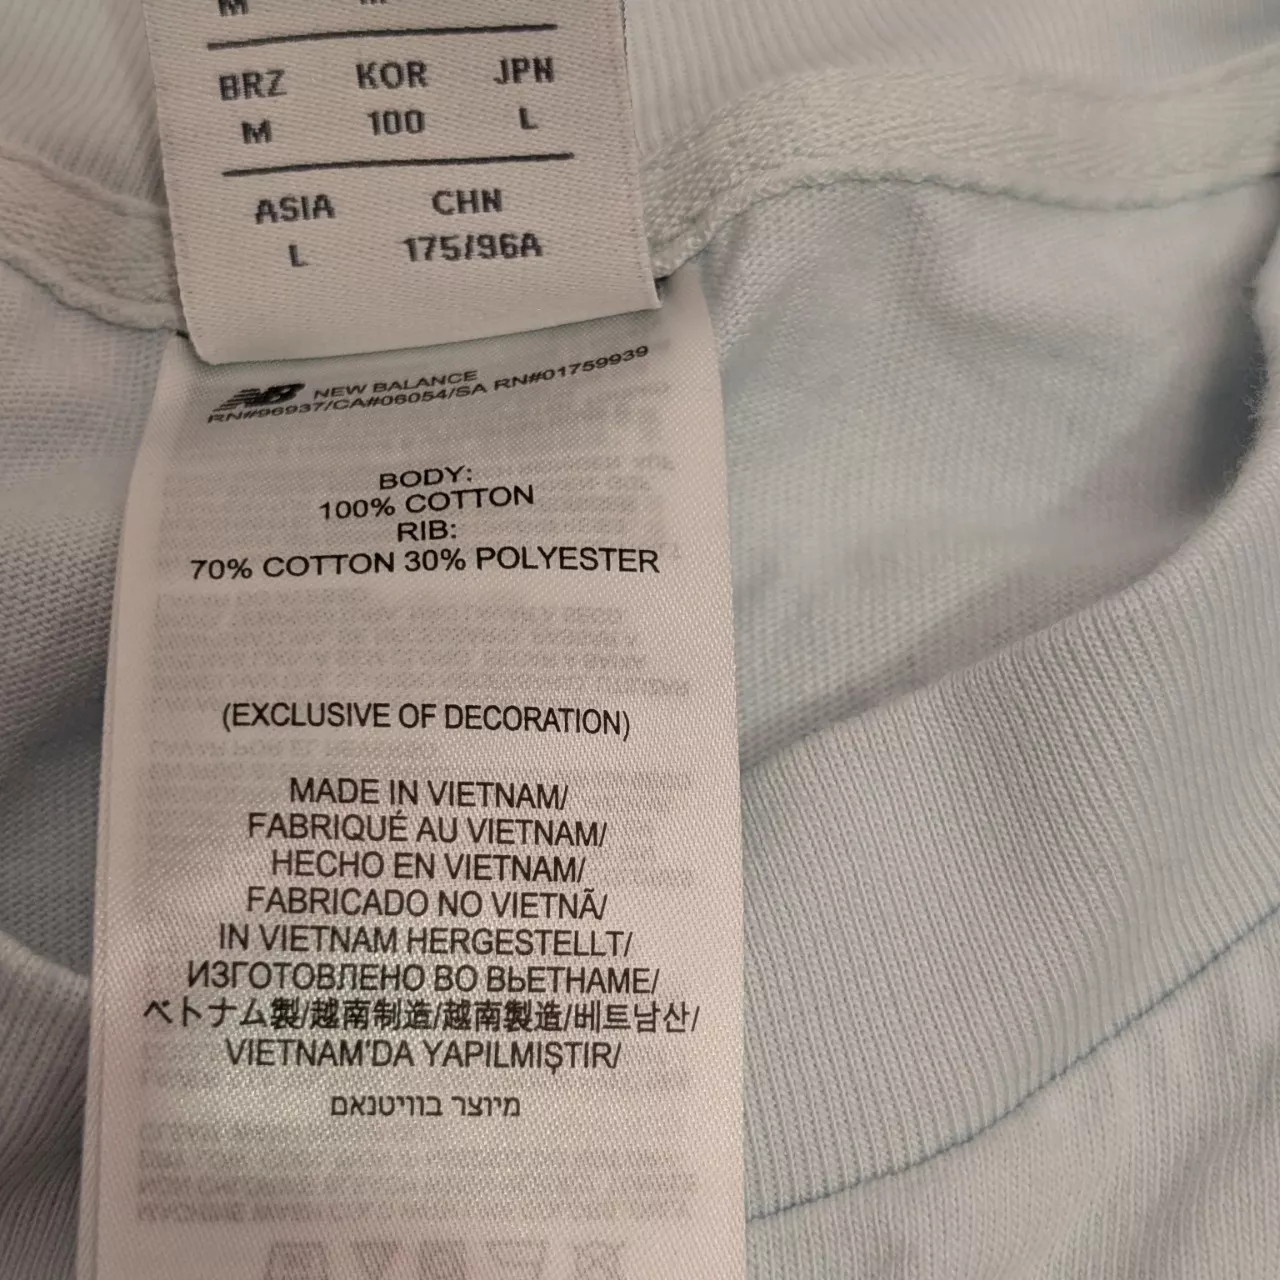 M
BRZ KOR JPN
M 100 L
ASIA CHN
L 175/96A
NEW BALANCE
RN#96937/CA#06054/SA RN#01759939
BODY:
100% COTTON
RIB:
70% COTTON 30% POLYESTER
(EXCLUSIVE OF DECORATION)
MADE IN VIETNAM/
FABRIQUÉ AU VIETNAM/
HECHO EN VIETNAM/
FABRICADO NO VIETNÃ/
IN VIETNAM HERGESTELLT/
ИЗГОТОВЛЕНО ВО ВЬЕТНАМЕ/
ベトナム製/越南制造/越南製造/베트남산/
VIETNAM'DA YAPILMIŞTIR/
מיוצר בוויטנאם